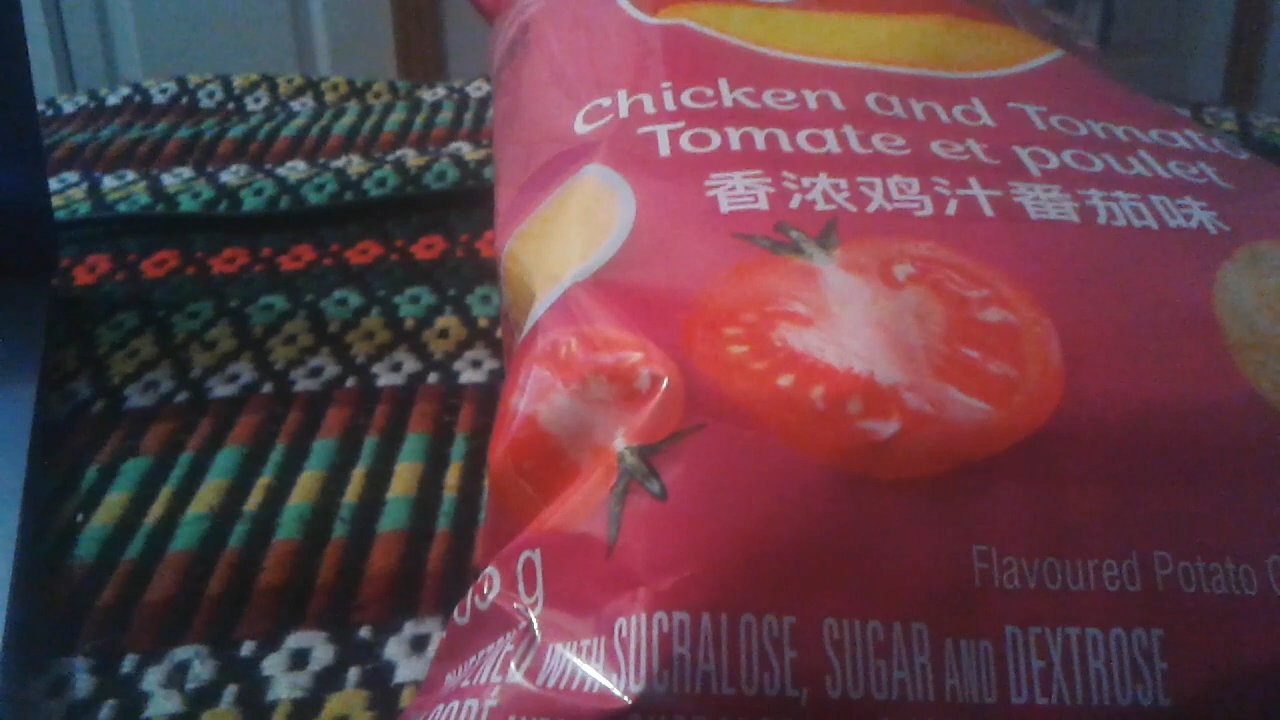 Chicken and Tomato
Tomate et poulet
香浓鸡汁番茄味
Flavoured Potato
g
WITH SUCRALOSE, SUGAR AND DEXTROSE